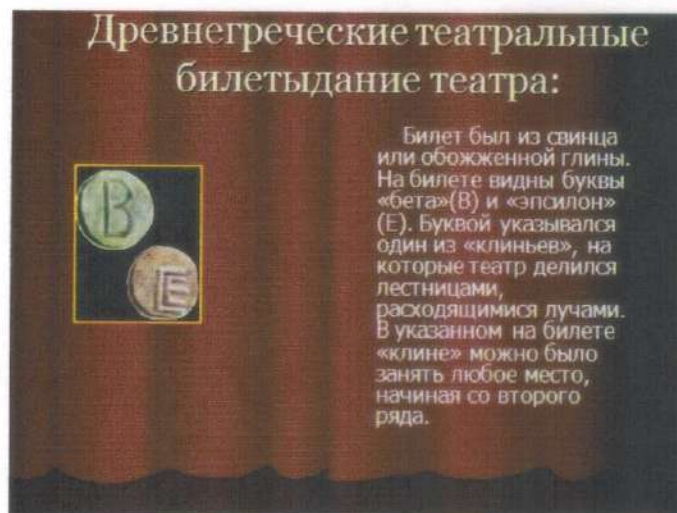 Древнегреческие театральные
билетыдание театра:
Билет был из свинца
или обожженной глины.
На билете видны буквы
«бета»(В) и «эпсилон»
(Е). Буквой указывался
один из «клиньев», на
которые театр делился
лестницами,
расходящимися лучами.
В указанном на билете
«клине» можно было
занять любое место,
начиная со второго
ряда.
В
Е